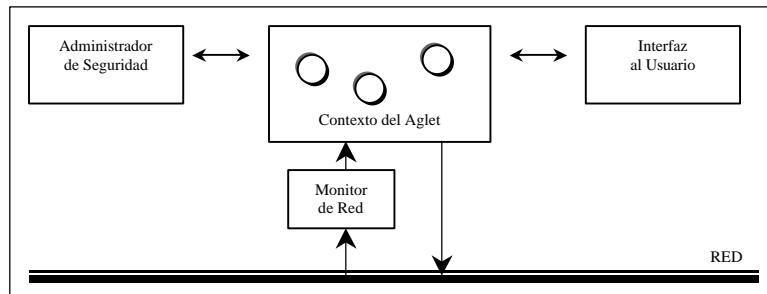 Administrador
de Seguridad
Interfaz
al Usuario
Contexto del Aglet
Monitor
de Red
RED